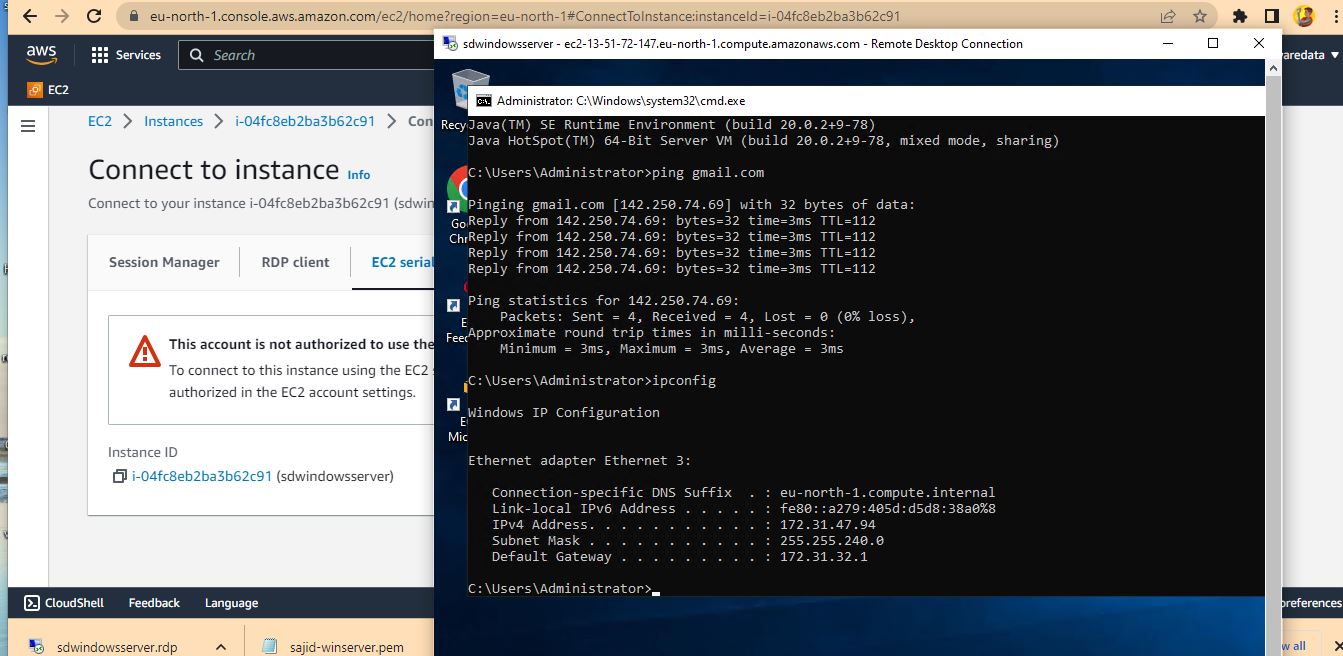 eu-north-1.console.aws.amazon.com/ec2/home?region=eu-north-1#ConnectToInstance:instanceId=i-04fc8eb2ba3b62c91
aws
Services
Search
EC2
EC2 > Instances > i-04fc8eb2ba3b62c91 > Con
Connect to instance Info
Connect to your instance i-04fc8eb2ba3b62c91 (sdwin
Session Manager
RDP client
EC2 serial
This account is not authorized to use the
To connect to this instance using the EC2
authorized in the EC2 account settings.
Instance ID
i-04fc8eb2ba3b62c91 (sdwindowsserver)
CloudShell
Feedback
Language
sdwindowsserver.rdp
sajid-winserver.pem
sdwindowsserver - ec2-13-51-72-147.eu-north-1.compute.amazonaws.com - Remote Desktop Connection
Recy
Go
Chr
E
Feed
E
Mic
Administrator: C:\Windows\system32\cmd.exe
Java(TM) SE Runtime Environment (build 20.0.2+9-78)
Java HotSpot(TM) 64-Bit Server VM (build 20.0.2+9-78, mixed mode, sharing)
C:\Users\Administrator>ping gmail.com
Pinging gmail.com [142.250.74.69] with 32 bytes of data:
Reply from 142.250.74.69: bytes=32 time=3ms TTL=112
Reply from 142.250.74.69: bytes=32 time=3ms TTL=112
Reply from 142.250.74.69: bytes=32 time=3ms TTL=112
Reply from 142.250.74.69: bytes=32 time=3ms TTL=112
Ping statistics for 142.250.74.69:
Packets: Sent = 4, Received = 4, Lost = 0 (0% loss),
Approximate round trip times in milli-seconds:
Minimum = 3ms, Maximum = 3ms, Average = 3ms
C:\Users\Administrator>ipconfig
Windows IP Configuration
Ethernet adapter Ethernet 3:
Connection-specific DNS Suffix . : eu-north-1.compute.internal
Link-local IPv6 Address . . . . . : fe80::a279:405d:d5d8:38a0%8
IPv4 Address. . . . . . . . . . . : 172.31.47.94
Subnet Mask . . . . . . . . . . . : 255.255.240.0
Default Gateway . . . . . . . . . : 172.31.32.1
C:\Users\Administrator>
waredata
preferences
w all